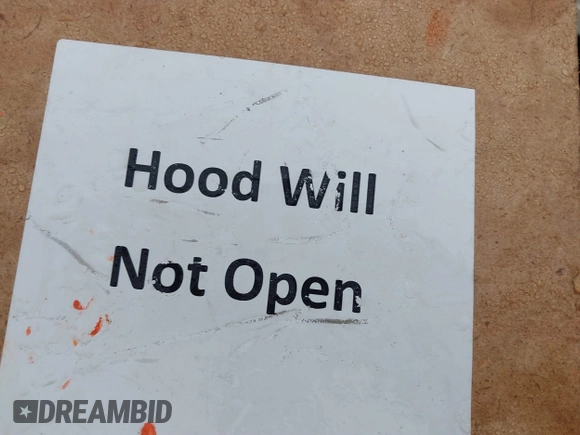 Hood Will
Not Open
DREAMBID